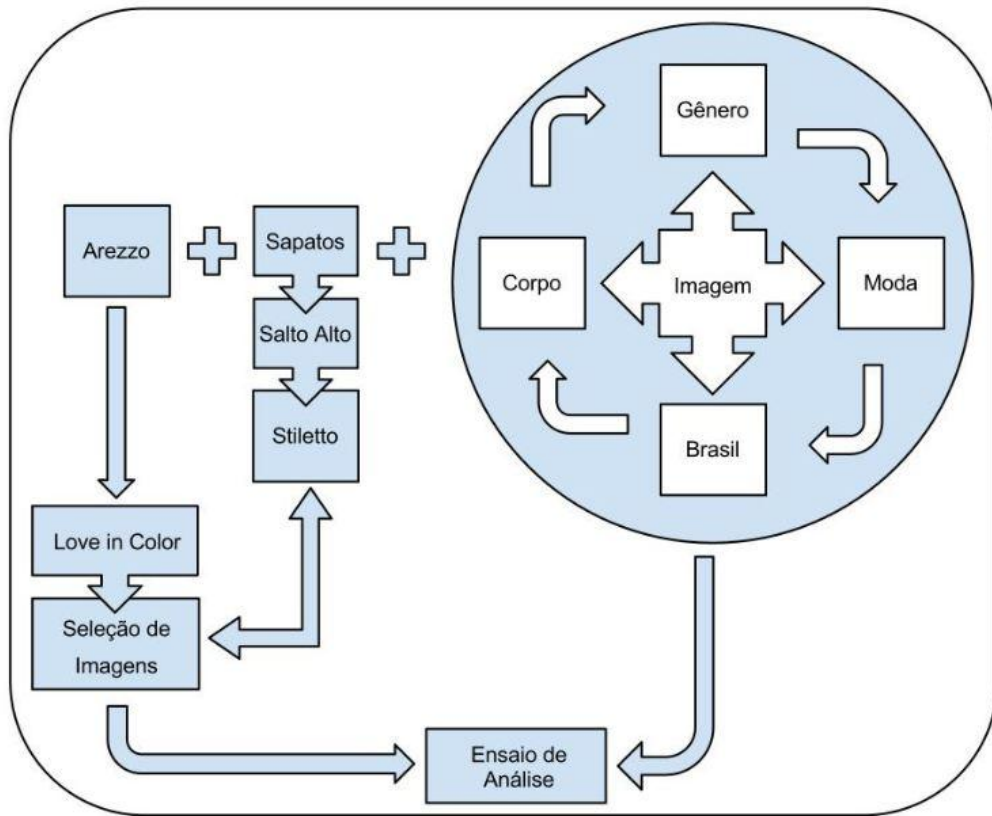 Gênero
Arezzo
Sapatos
Corpo
Imagem
Moda
Salto Alto
Stiletto
Brasil
Love in Color
Seleção de
Imagens
Ensaio de
Análise